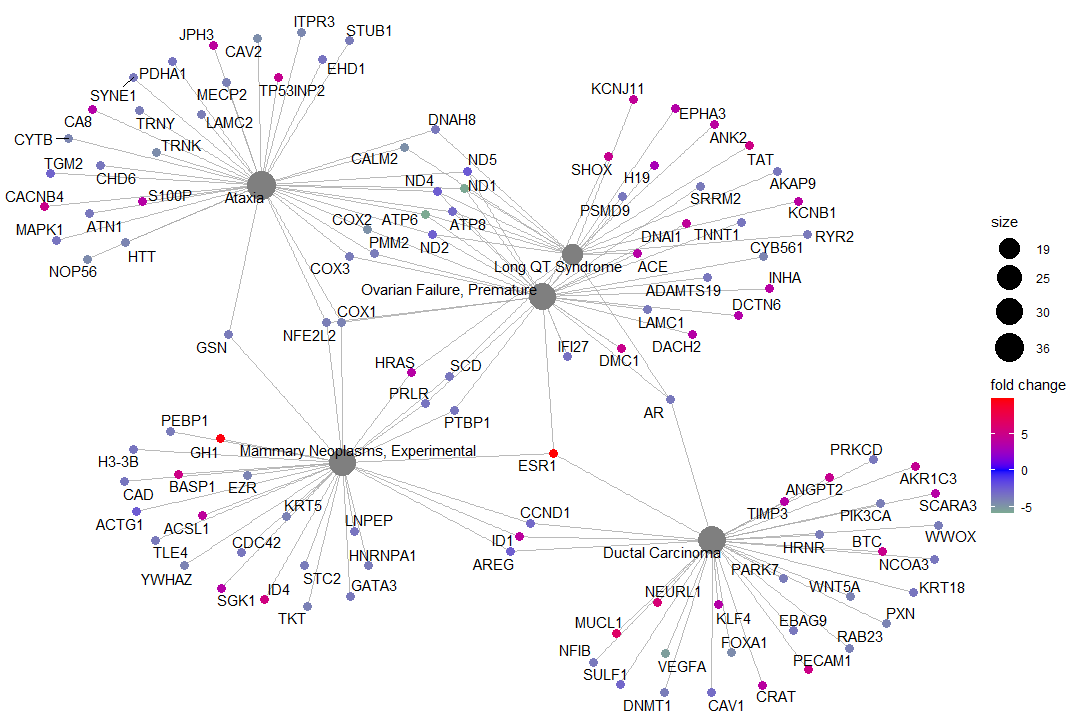 ITPR3
JPH3
STUB1
CAV2
PDHA1
EHD1
SYNE1
MECP2
TP53INP2
KCNJ11
CA8
TRNY
LAMC2
EPHA3
DNAH8
ANK2
CYTB
TRNK
CALM2
ND5
TAT
TGM2
CHD6
SHOX
H19
AKAP9
ND4
ND1
CACNB4
S100P
Ataxia
SRRM2
PSMD9
KCNB1
MAPK1
ATN1
COX2
ATP6
ATP8
DNAI1
TNNT1
RYR2
PMM2
ND2
CYB561
HTT
NOP56
COX3
Long QT Syndrome
ACE
INHA
Ovarian Failure, Premature
ADAMTS19
DCTN6
COX1
NFE2L2
LAMC1
GSN
IFI27
DACH2
HRAS
SCD
DMC1
PRLR
AR
PTBP1
PEBP1
GH1
Mammary Neoplasms, Experimental
PRKCD
H3-3B
ESR1
AKR1C3
BASP1
EZR
ANGPT2
CAD
SCARA3
KRT5
CCND1
TIMP3
PIK3CA
ACTG1
ACSL1
LNPEP
WWOX
ID1
BTC
CDC42
HRNR
TLE4
HNRNPA1
Ductal Carcinoma
NCOA3
AREG
PARK7
YWHAZ
STC2
GATA3
WNT5A
KRT18
SGK1
ID4
NEURL1
TKT
MUCL1
KLF4
EBAG9
PXN
RAB23
NFIB
FOXA1
PECAM1
SULF1
VEGFA
DNMT1
CAV1
CRAT
size
19
25
30
36
fold change
5
0
-5